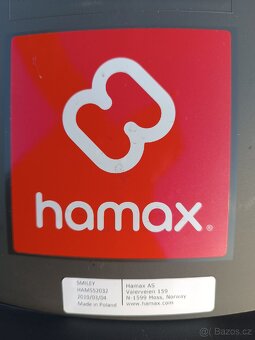 hamax®
SMILEY
HAM552032
2010/03/04
Made in Poland
Hamax AS
Vålerveien 159
N-1599 Moss, Norway
www.hamax.com
© Bazos.cz